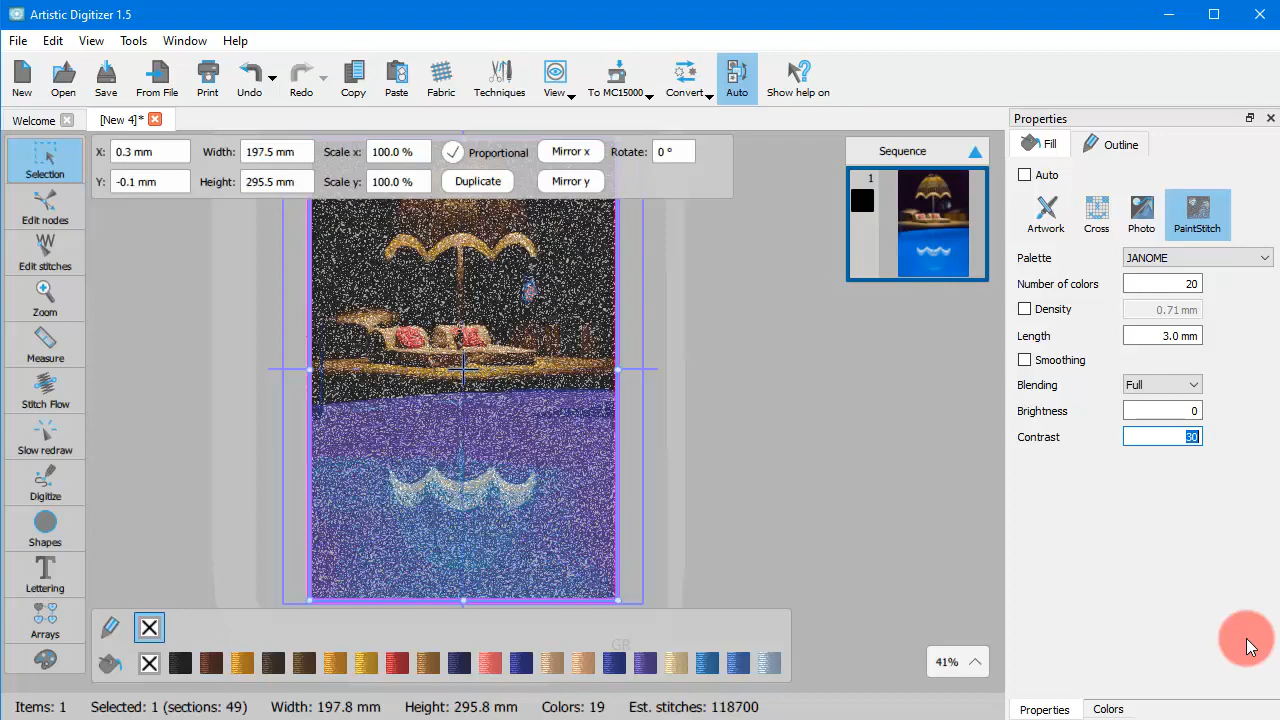 Artistic Digitizer 1.5
File Edit View Tools Window Help
New Open Save From File Print Undo Redo Copy Paste Fabric Techniques View To MC15000 Convert Auto Show help on
Welcome [New 4]*
Properties
X: 0.3 mm Width: 197.5 mm Scale x: 100.0 % Proportional Mirror x Rotate: 0 °
Y: -0.1 mm Height: 295.5 mm Scale y: 100.0 % Duplicate Mirror y
Sequence
1
Fill Outline
Auto
Artwork Cross Photo PaintStitch
Palette JANOME
Number of colors 20
Density 0.71 mm
Length 3.0 mm
Smoothing
Blending Full
Brightness 0
Contrast 30
Selection
Edit nodes
Edit stitches
Zoom
Measure
Stitch Flow
Slow redraw
Digitize
Shapes
Lettering
Arrays
GR
41%
Items: 1 Selected: 1 (sections: 49) Width: 197.8 mm Height: 295.8 mm Colors: 19 Est. stitches: 118700
Properties Colors